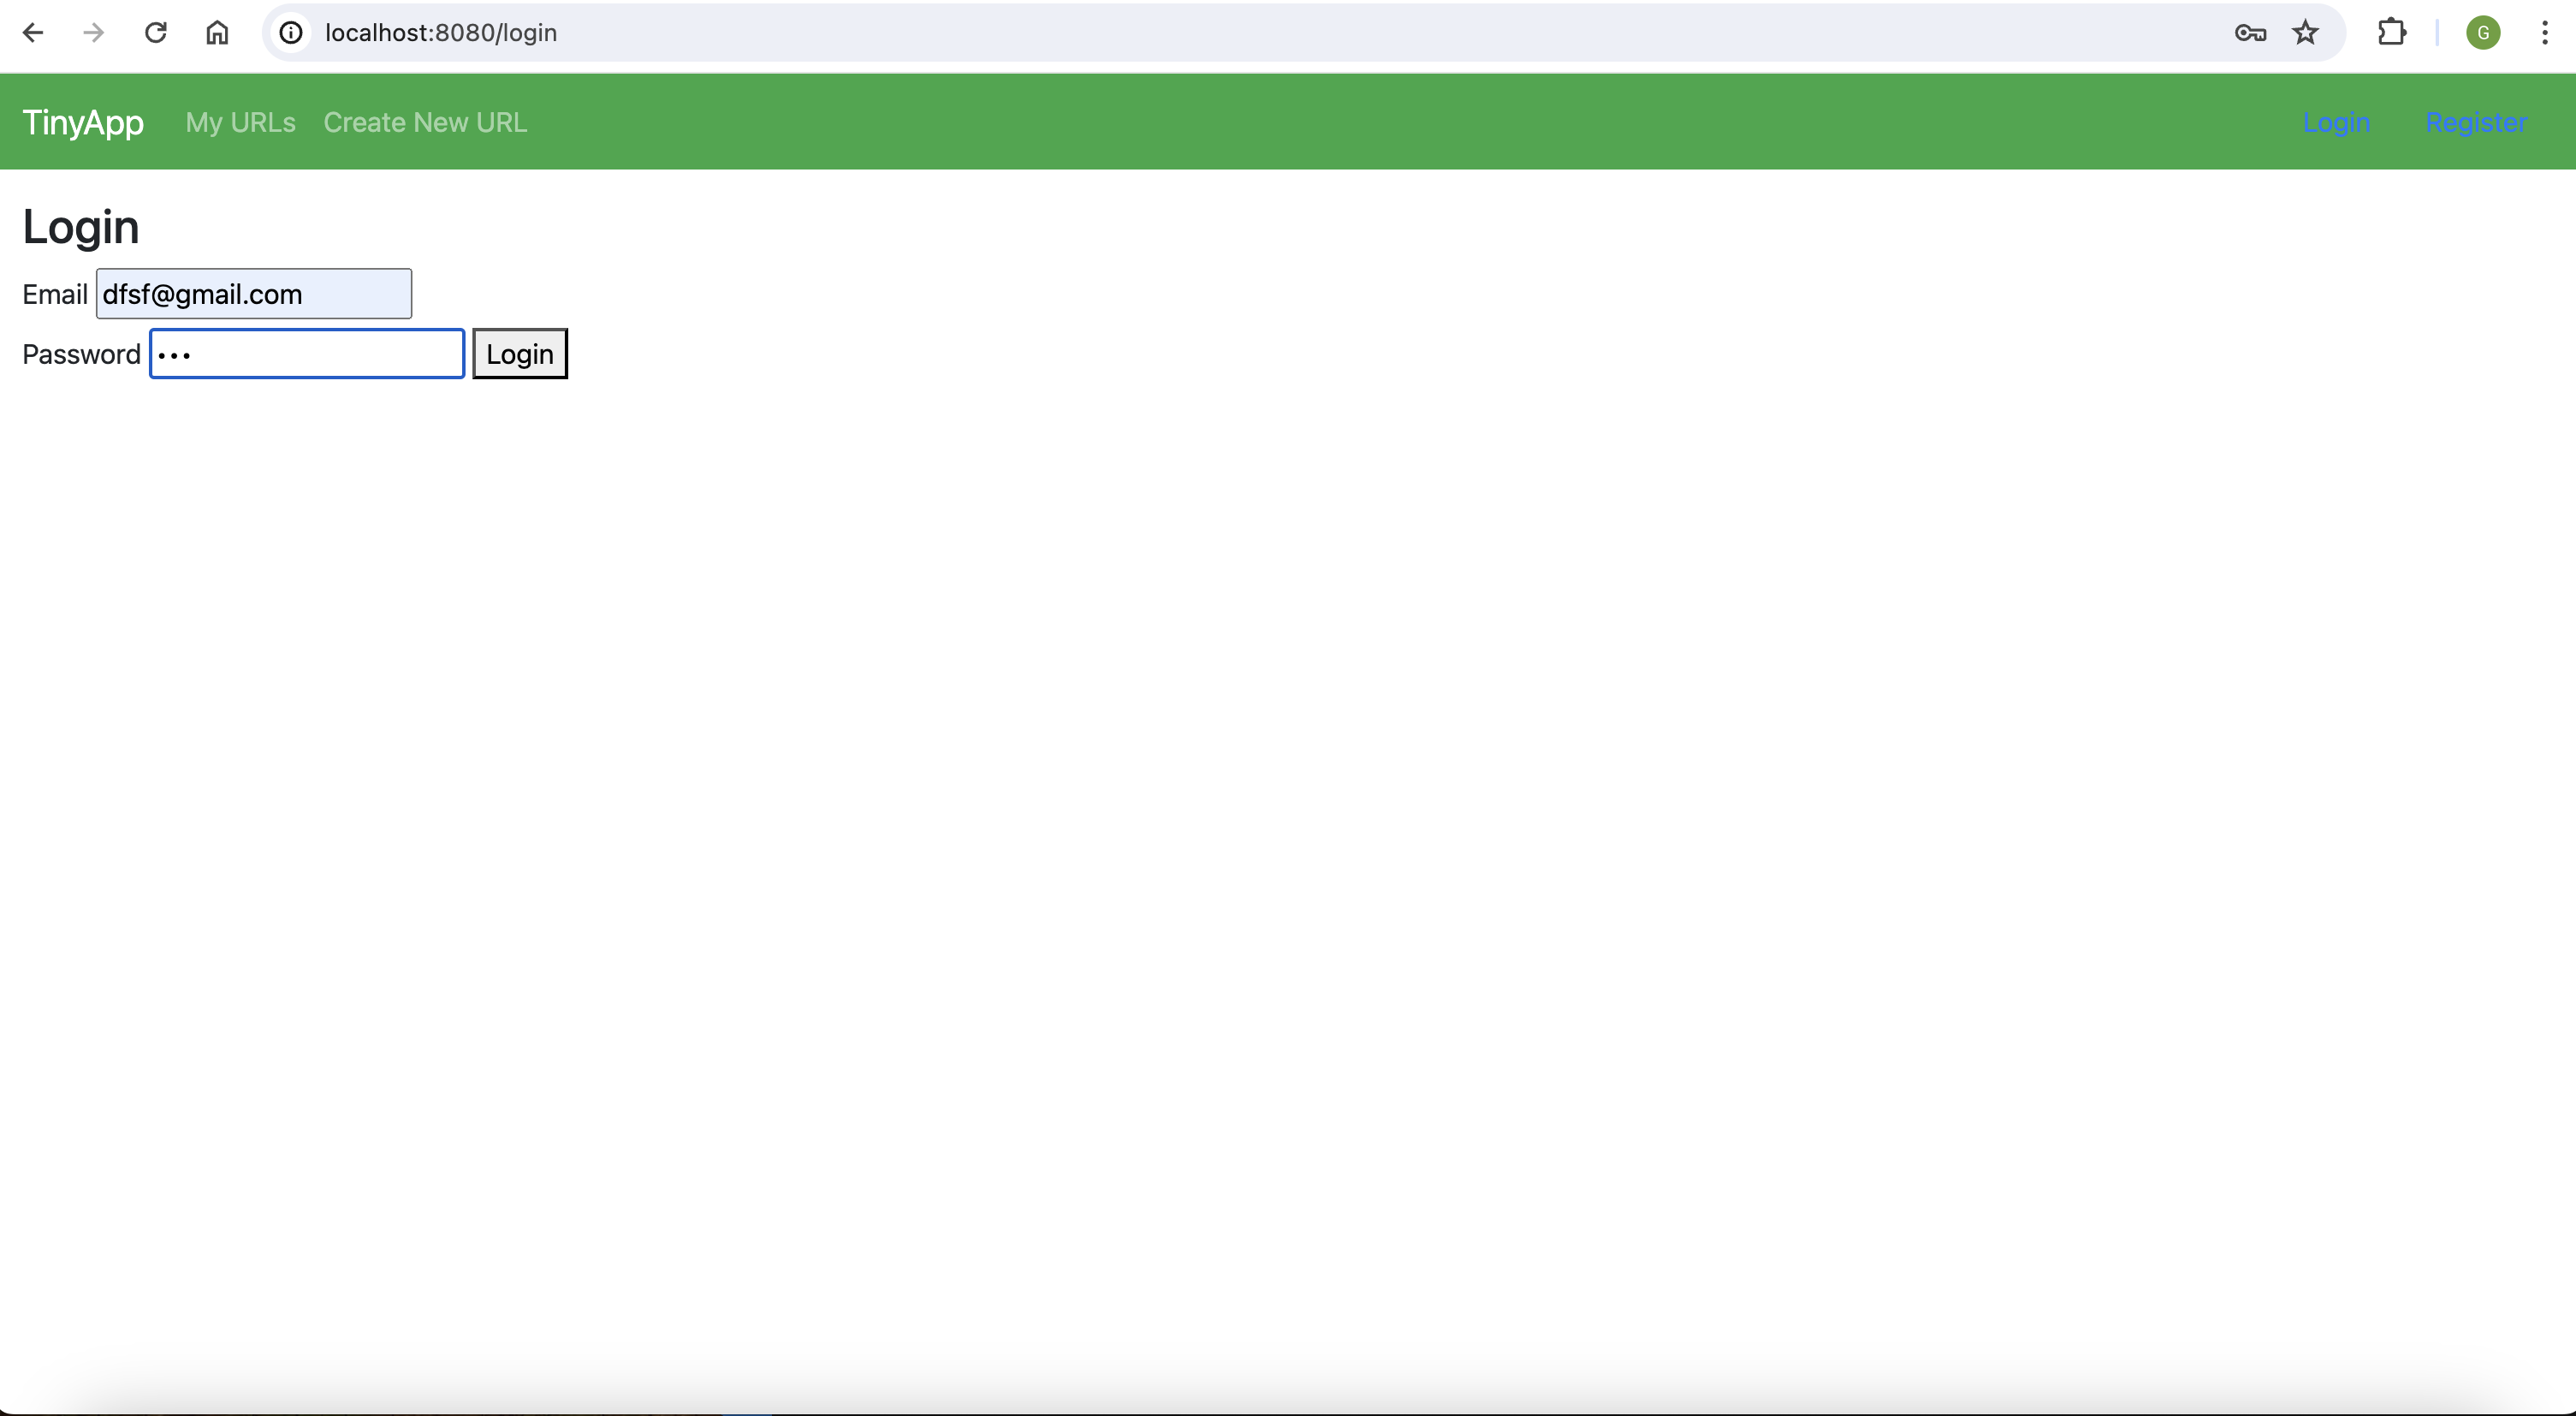 localhost:8080/login
G
TinyApp My URLs Create New URL Login Register
Login
Email dfsf@gmail.com
Password ••• Login